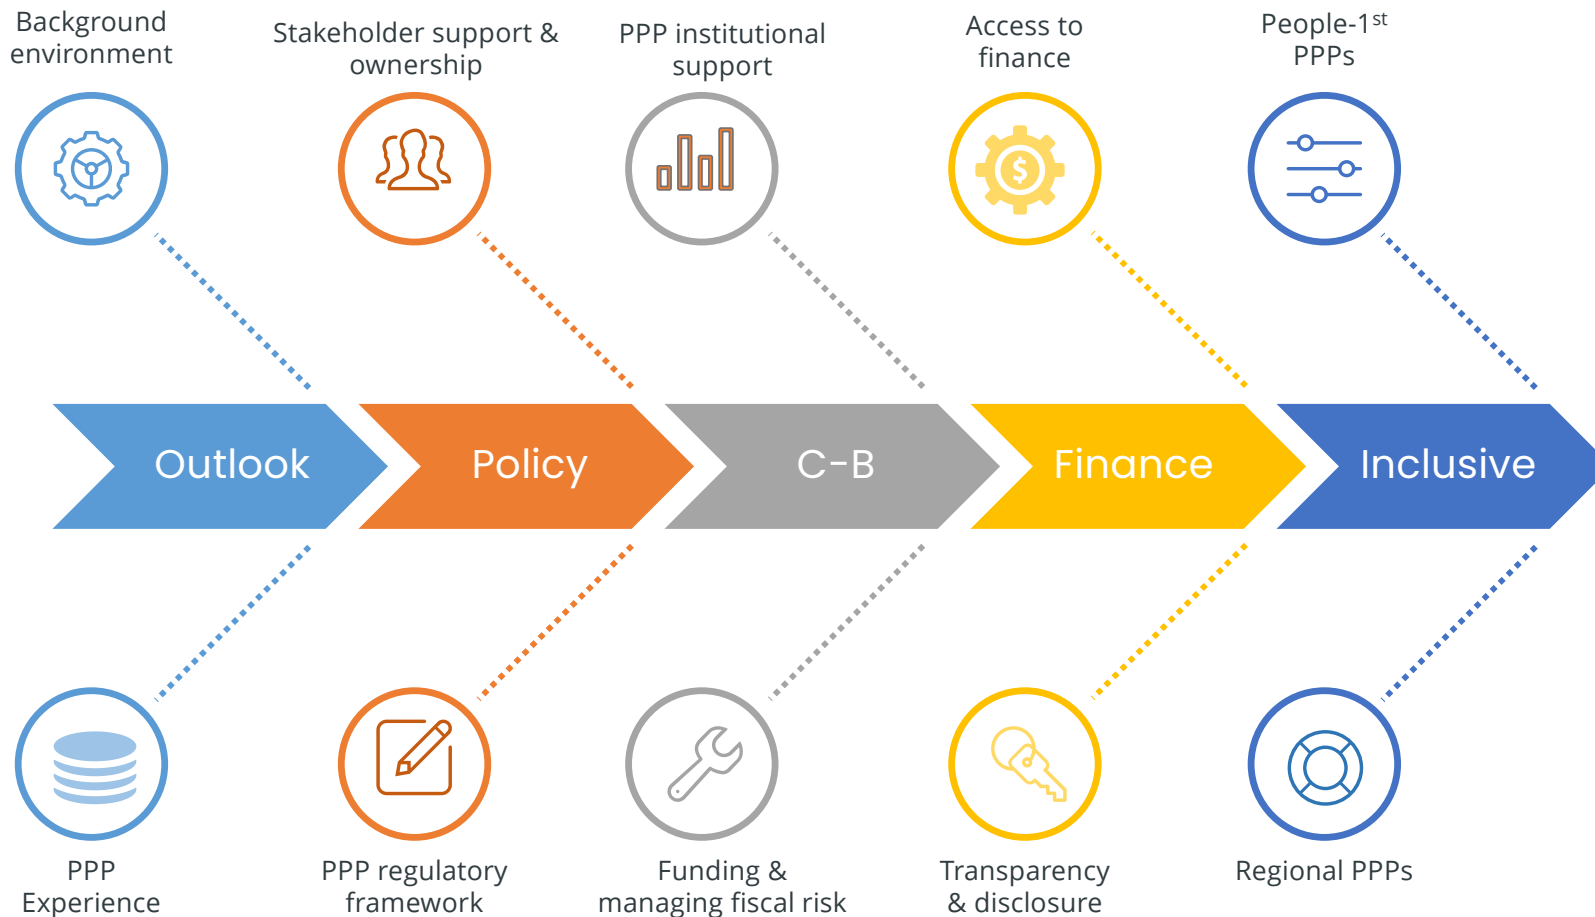 Background
environment
Stakeholder support &
ownership
PPP institutional
support
Access to
finance
People-1st
PPPs
$
Outlook
Policy
C-B
Finance
Inclusive
PPP
Experience
PPP regulatory
framework
Funding &
managing fiscal risk
Transparency
& disclosure
Regional PPPs